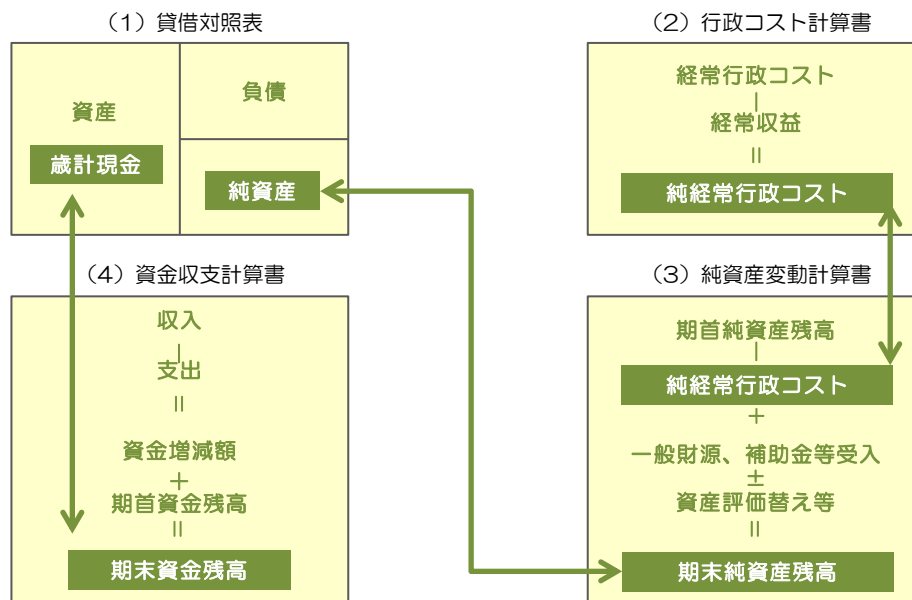 (1)貸借対照表
資産
歳計現金
負債
純資産
(2)行政コスト計算書
経常行政コスト
|
経常収益
||
純経常行政コスト
(4)資金収支計算書
収入
|
支出
||
資金増減額
+
期首資金残高
||
期末資金残高
(3)純資産変動計算書
期首純資産残高
|
純経常行政コスト
+
一般財源、補助金等受入
±
資産評価替え等
||
期末純資産残高